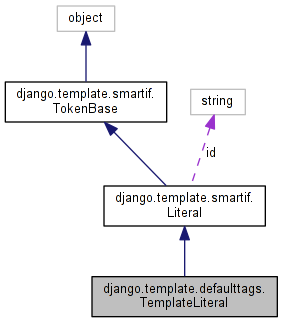 object
django.template.smartif.
TokenBase
string
id
django.template.smartif.
Literal
django.template.defaulttags.
TemplateLiteral